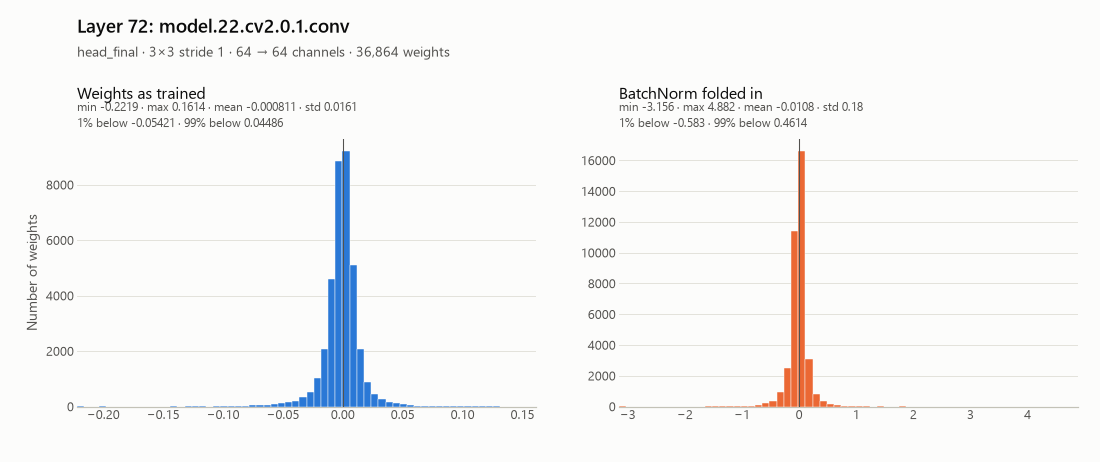 Layer 72: model.22.cv2.0.1.conv
head_final · 3×3 stride 1 · 64 → 64 channels · 36,864 weights
Weights as trained
min -0.2219 · max 0.1614 · mean -0.000811 · std 0.0161
1% below -0.05421 · 99% below 0.04486
Number of weights
8000
6000
4000
2000
0
−0.20 −0.15 −0.10 −0.05 0.00 0.05 0.10 0.15
BatchNorm folded in
min -3.156 · max 4.882 · mean -0.0108 · std 0.18
1% below -0.583 · 99% below 0.4614
16000
14000
12000
10000
8000
6000
4000
2000
0
−3 −2 −1 0 1 2 3 4